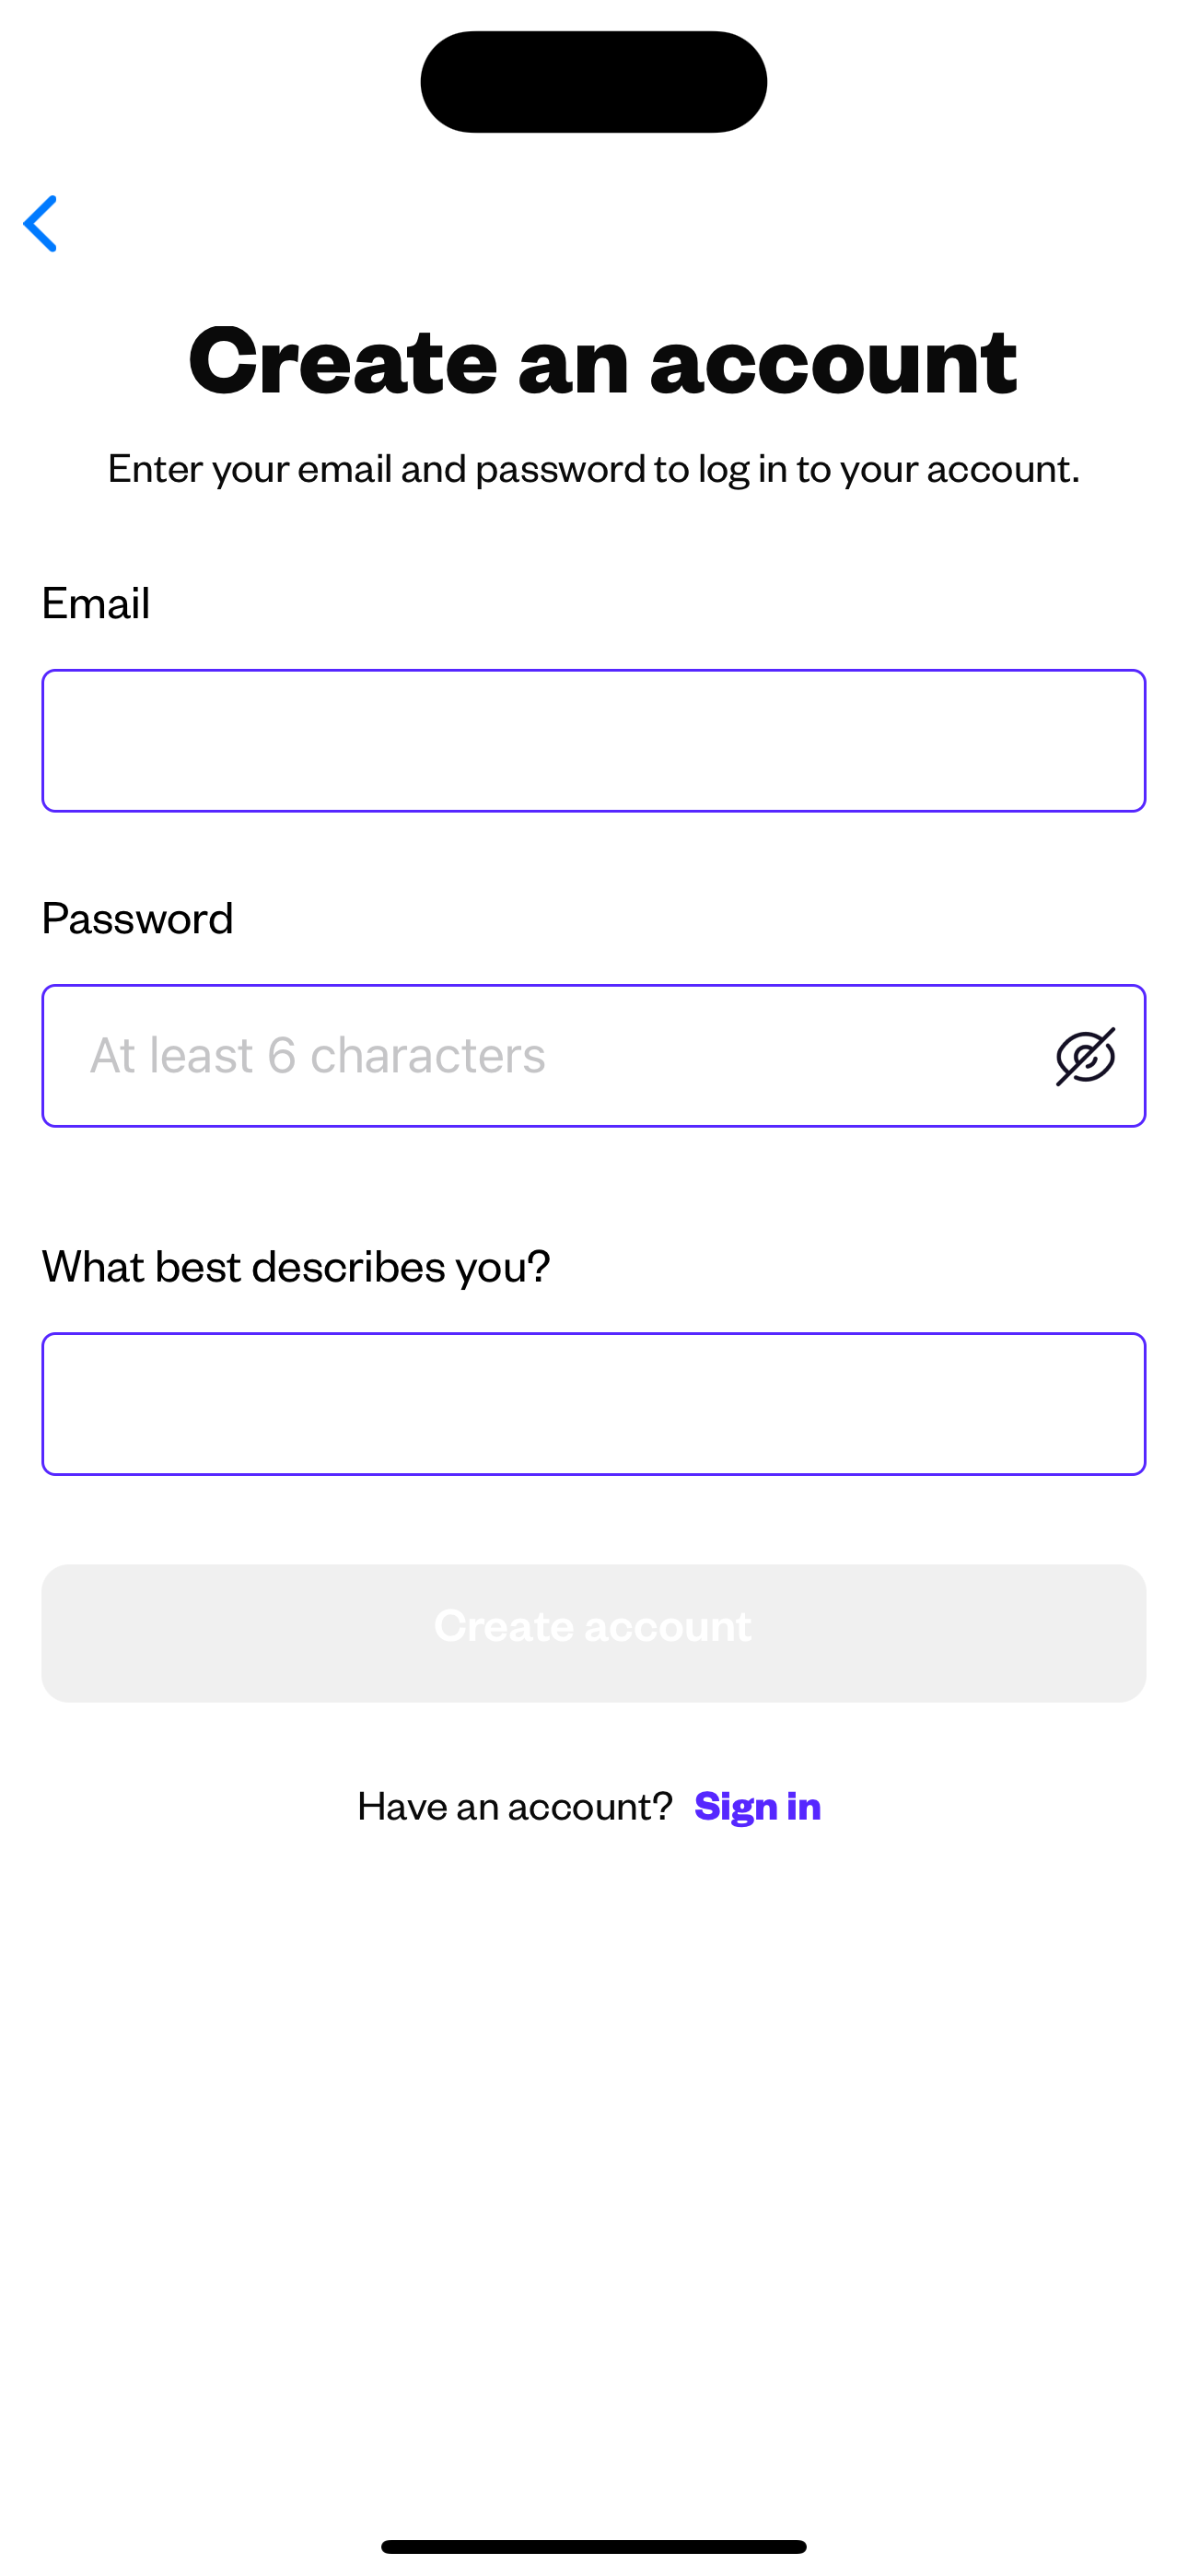 Create an account
Enter your email and password to log in to your account.
Email
Password
At least 6 characters
What best describes you?
Create account
Have an account? Sign in